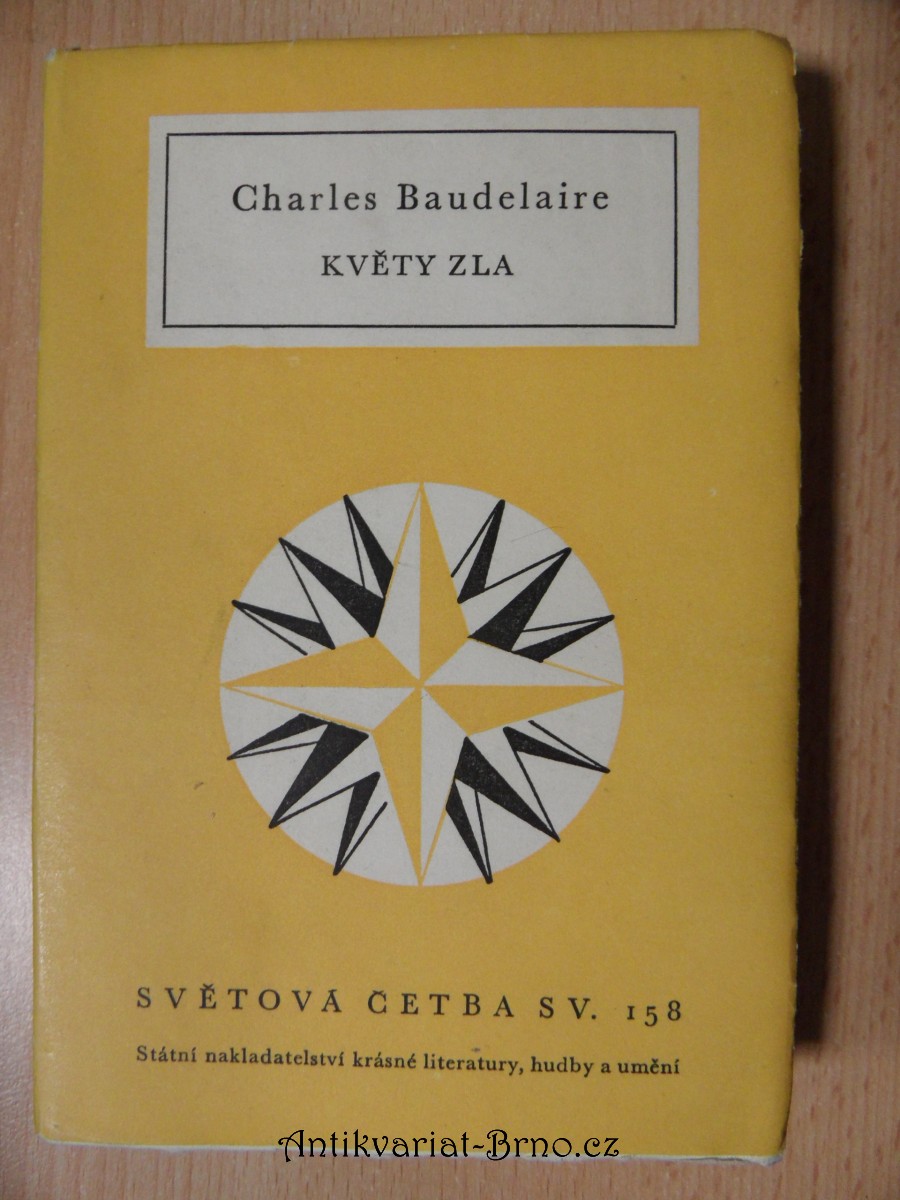 Charles Baudelaire
KVĚTY ZLA
SVĚTOVÁ ČETBA SV. 158
Státní nakladatelství krásné literatury, hudby a umění
Antikvariat-Brno.cz